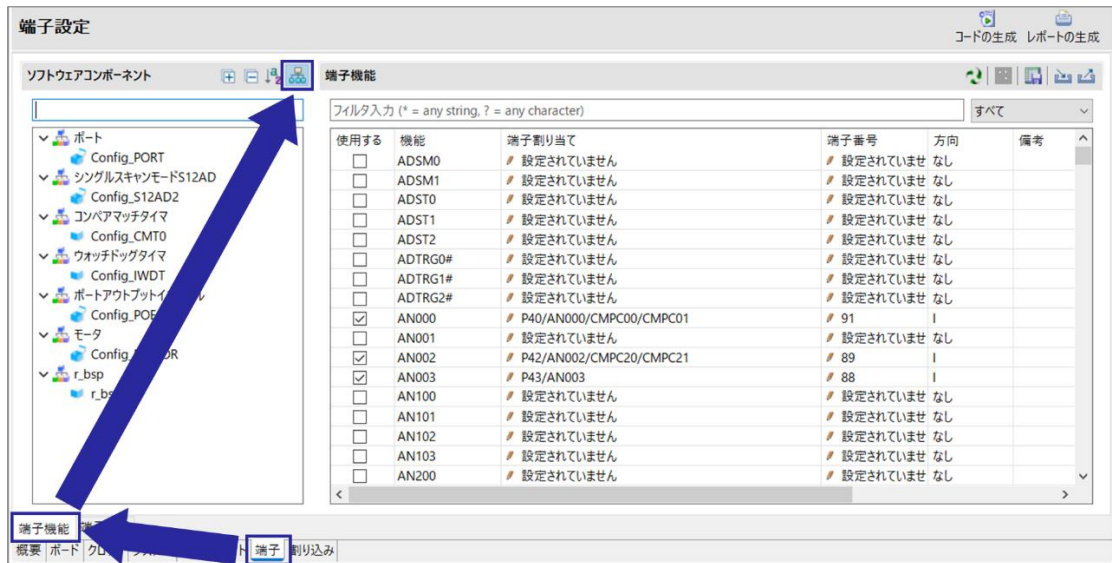 端子設定
コードの生成 レポートの生成
ソフトウェアコンポーネント
端子機能
フィルタ入力 (* = any string, ? = any character)
すべて
ポート
Config_PORT
シングルスキャンモードS12AD
Config_S12AD2
コンペアマッチタイマ
Config_CMT0
ウォッチドッグタイマ
Config_IWDT
ポートアウトプットイ
Config_POE
モータ
Config_
r_bsp
使用する 機能 端子割り当て 端子番号 方向 備考
ADSM0 設定されていません 設定されていませ なし
ADSM1 設定されていません 設定されていませ なし
ADST0 設定されていません 設定されていませ なし
ADST1 設定されていません 設定されていませ なし
ADST2 設定されていません 設定されていませ なし
ADTRG0# 設定されていません 設定されていませ なし
ADTRG1# 設定されていません 設定されていませ なし
ADTRG2# 設定されていません 設定されていませ なし
AN000 P40/AN000/CMPC00/CMPC01 91 I
AN001 設定されていません 設定されていませ なし
AN002 P42/AN002/CMPC20/CMPC21 89 I
AN003 P43/AN003 88 I
AN100 設定されていません 設定されていませ なし
AN101 設定されていません 設定されていませ なし
AN102 設定されていません 設定されていませ なし
AN103 設定されていません 設定されていませ なし
AN200 設定されていません 設定されていませ なし
端子機能
概要 ボード 端子 割り込み